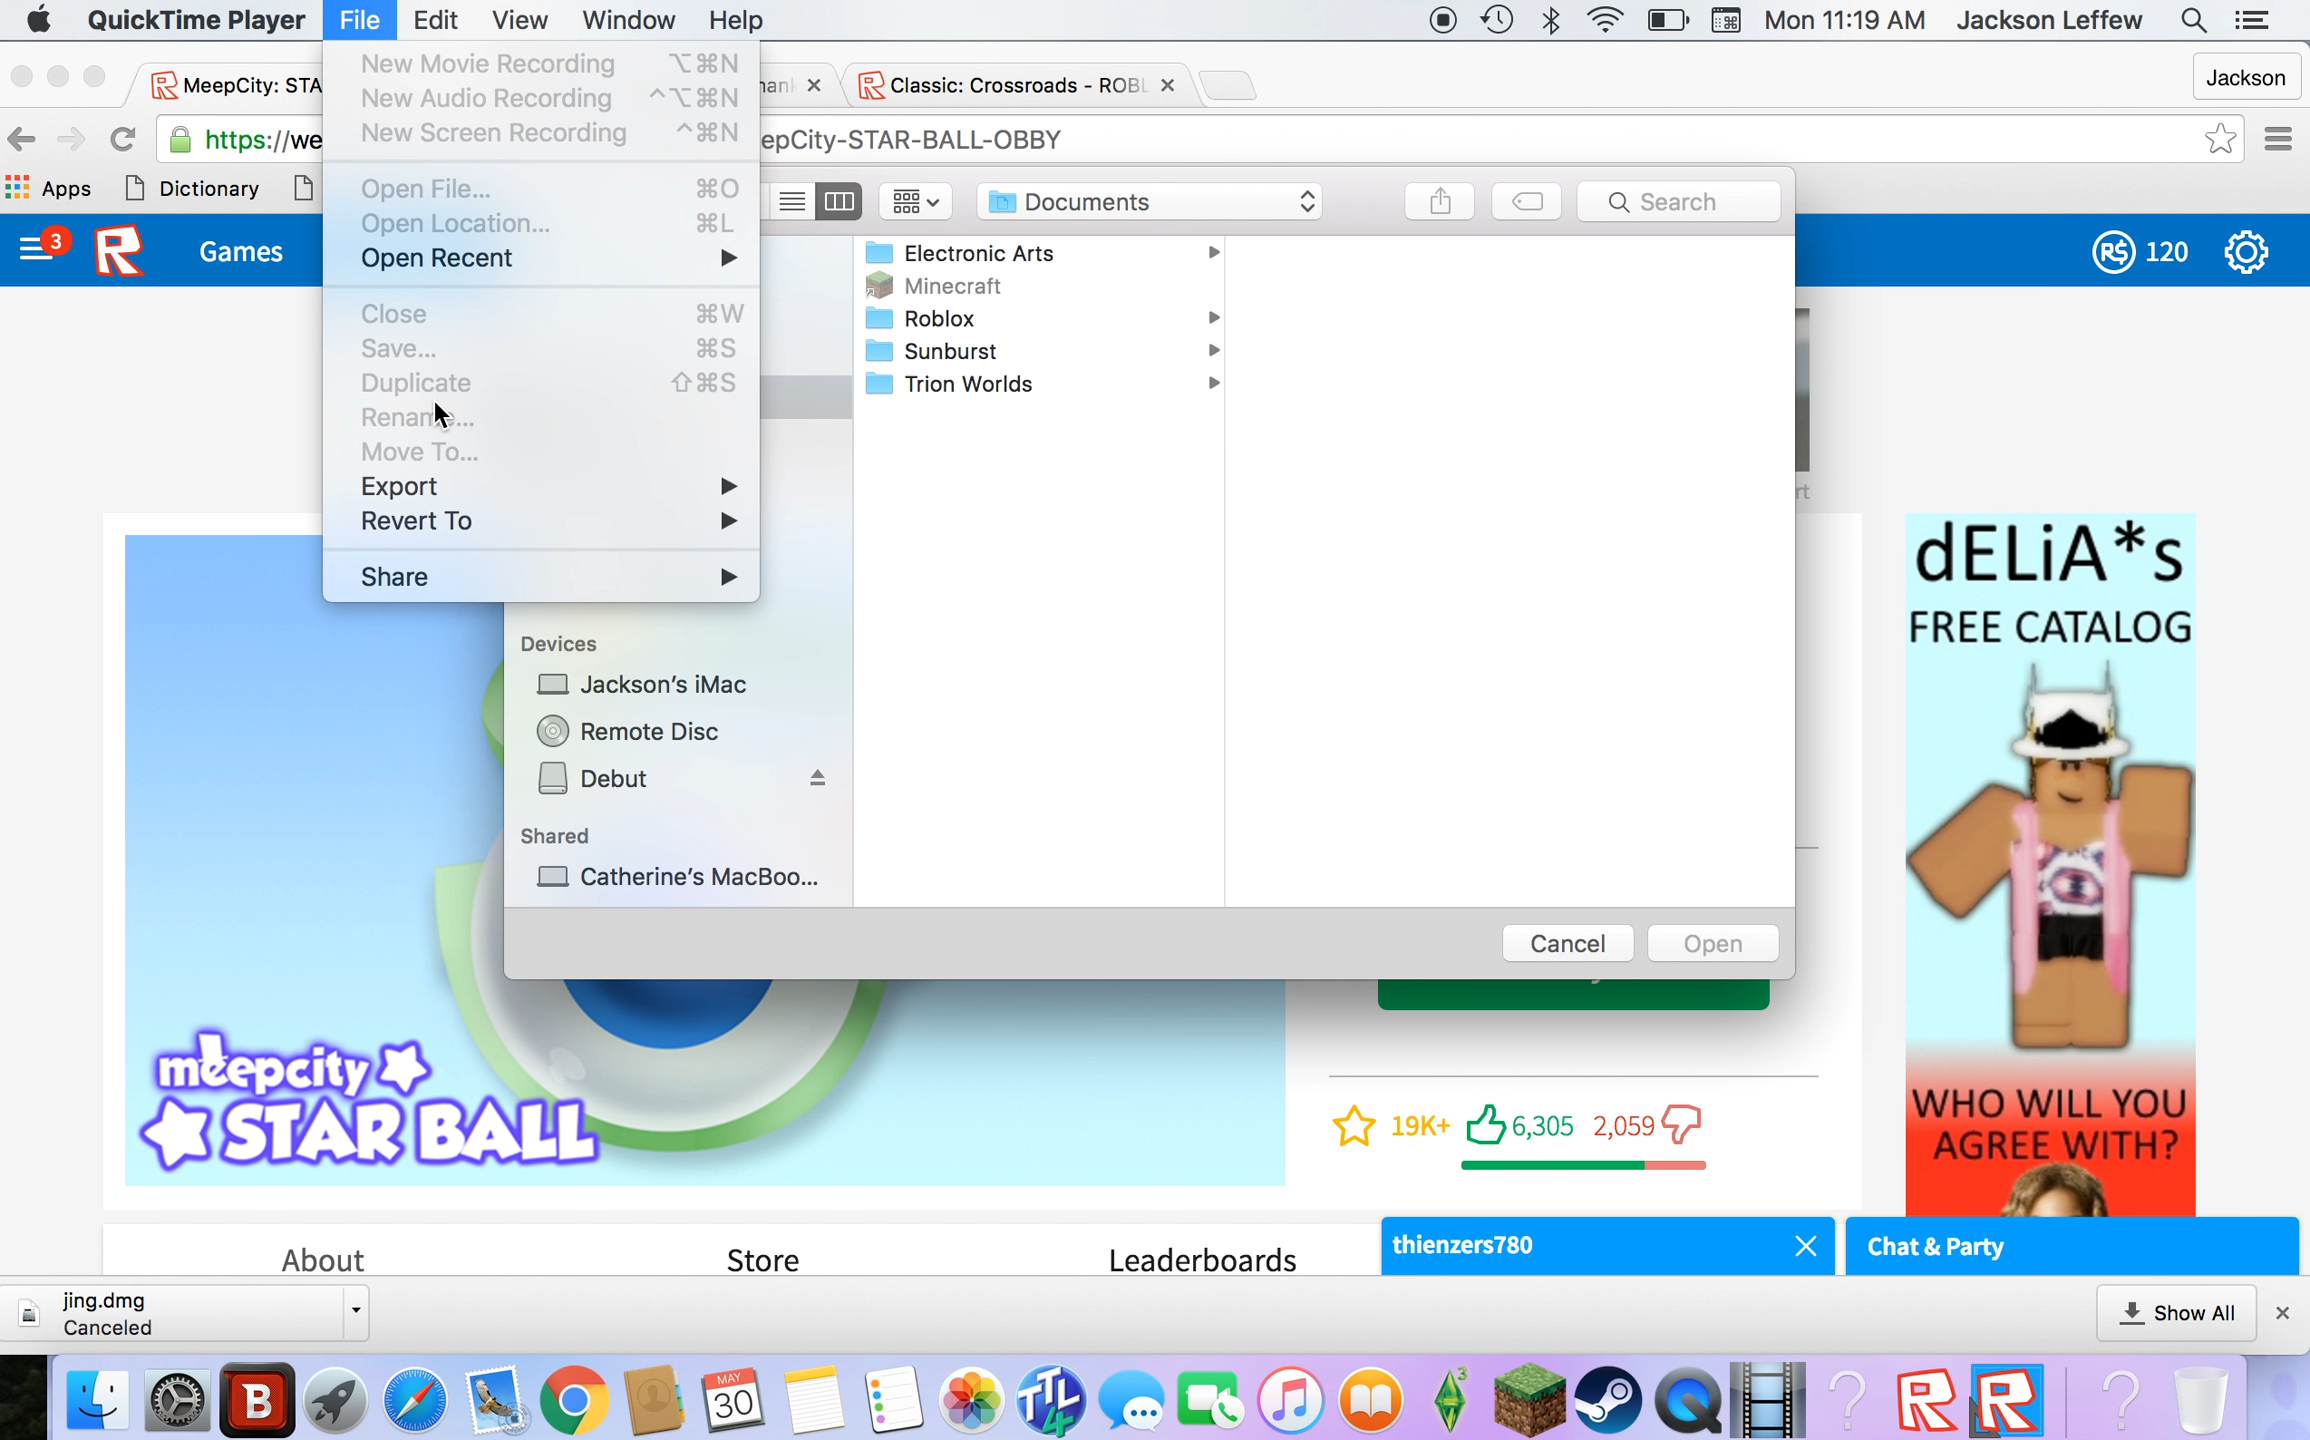 QuickTime Player File Edit View Window Help Mon 11:19 AM Jackson Leffew
MeepCity: STA
Classic: Crossroads - ROBL
Jackson
https://we
epCity-STAR-BALL-OBBY
Apps Dictionary
3 Games
R$ 120
New Movie Recording ⌥⌘N
New Audio Recording ^⌥⌘N
New Screen Recording ^⌘N
Open File... ⌘O
Open Location... ⌘L
Open Recent
Close ⌘W
Save... ⌘S
Duplicate ⇧⌘S
Move To...
Export
Revert To
Share
Documents
Search
Electronic Arts
Minecraft
Roblox
Sunburst
Trion Worlds
Devices
Jackson's iMac
Remote Disc
Debut
Shared
Catherine's MacBoo...
Cancel Open
dELiA*s
FREE CATALOG
WHO WILL YOU
AGREE WITH?
meepcity
STAR BALL
19K+ 6,305 2,059
About Store Leaderboards
thienzers780
Chat & Party
jing.dmg
Canceled
Show All
MAY
30
TTL
4
3